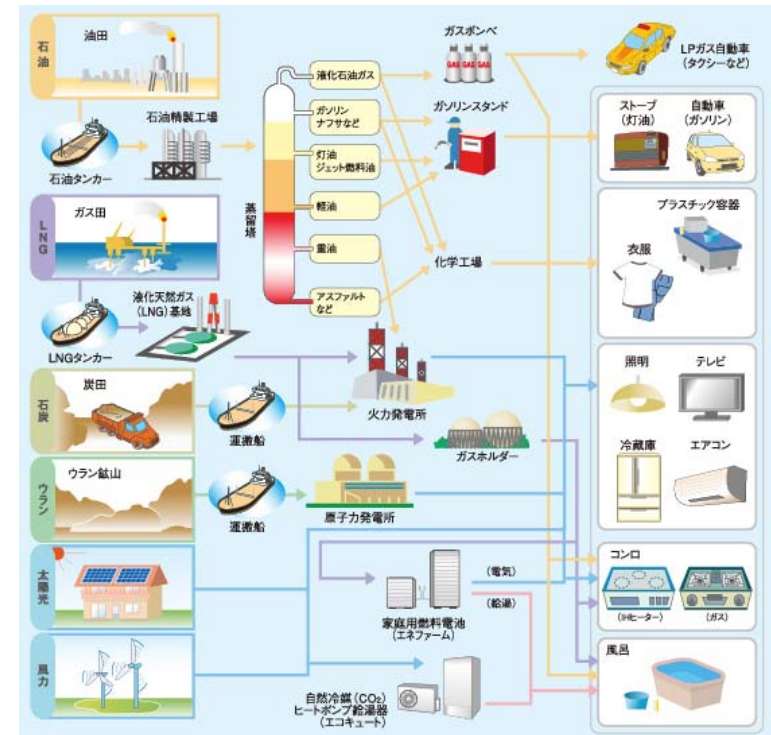 石油
油田
石油タンカー
石油精製工場
蒸留塔
液化石油ガス
ガソリン
ナフサなど
灯油
ジェット燃料油
軽油
重油
アスファルト
など
ガスボンベ
GAS GAS GAS
ガソリンスタンド
化学工場
LPガス自動車
(タクシーなど)
ストーブ
(灯油)
自動車
(ガソリン)
プラスチック容器
衣服
LNG
ガス田
LNGタンカー
液化天然ガス
(LNG)基地
火力発電所
ガスホルダー
照明
テレビ
冷蔵庫
エアコン
石炭
炭田
運搬船
ウラン
ウラン鉱山
運搬船
原子力発電所
太陽光
風力
家庭用燃料電池
(エネファーム)
(電気)
(給湯)
自然冷媒(CO₂)
ヒートポンプ給湯器
(エコキュート)
コンロ
(IHヒーター)
(ガス)
風呂